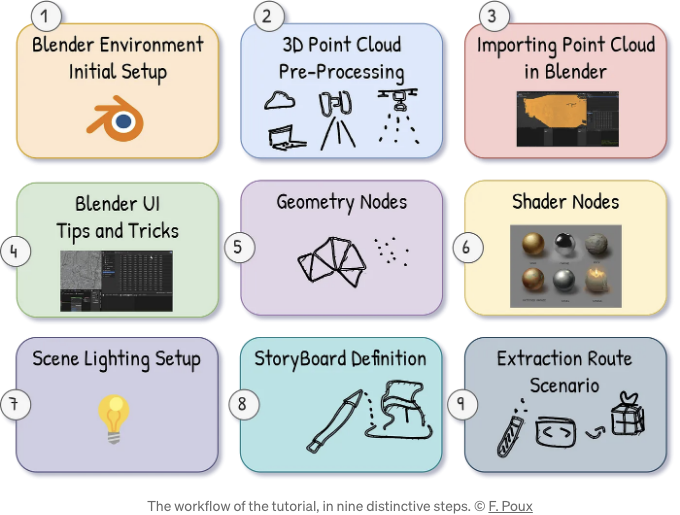 1
Blender Environment
Initial Setup
2
3D Point Cloud
Pre-Processing
3
Importing Point Cloud
in Blender
4
Blender UI
Tips and Tricks
5
Geometry Nodes
6
Shader Nodes
7
Scene Lighting Setup
8
StoryBoard Definition
9
Extraction Route
Scenario
< >
The workflow of the tutorial, in nine distinctive steps. © F. Poux